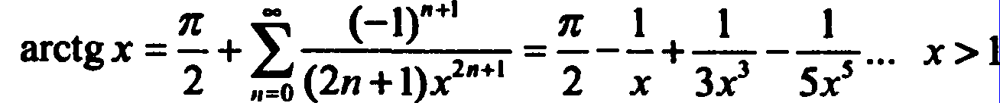 arctg x = π/2 + ∑_{n=0}^{∞} (-1)^{n+1}/((2n+1)x^{2n+1}) = π/2 - 1/x + 1/(3x^3) - 1/(5x^5)... x > 1